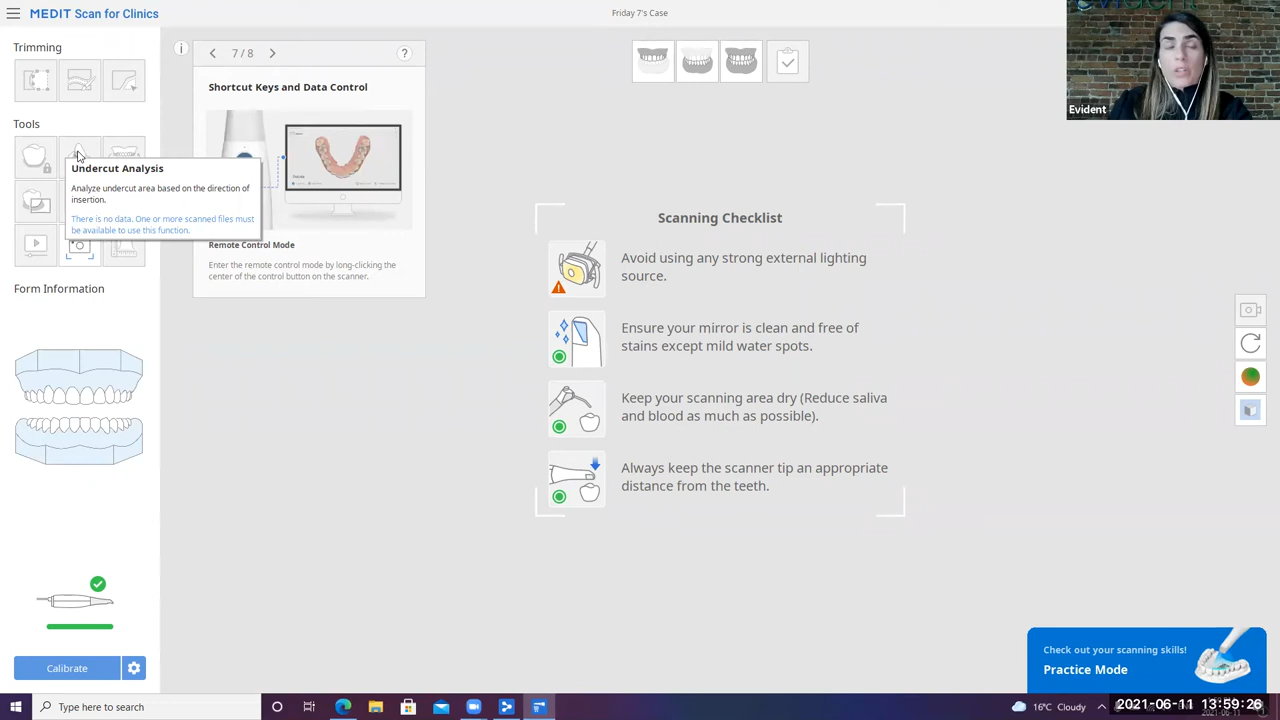 MEDIT Scan for Clinics
Friday 7's Case
Evident
Trimming
7 / 8
Shortcut Keys and Data Control
Tools
Undercut Analysis
Analyze undercut area based on the direction of
insertion.
There is no data. One or more scanned files must
be available to use this function.
Remote Control Mode
Enter the remote control mode by long-clicking the
center of the control button on the scanner.
Form Information
Scanning Checklist
Avoid using any strong external lighting
source.
Ensure your mirror is clean and free of
stains except mild water spots.
Keep your scanning area dry (Reduce saliva
and blood as much as possible).
Always keep the scanner tip an appropriate
distance from the teeth.
Calibrate
Check out your scanning skills!
Practice Mode
Type here to search
16°C Cloudy
2021-06-11 13:59:26